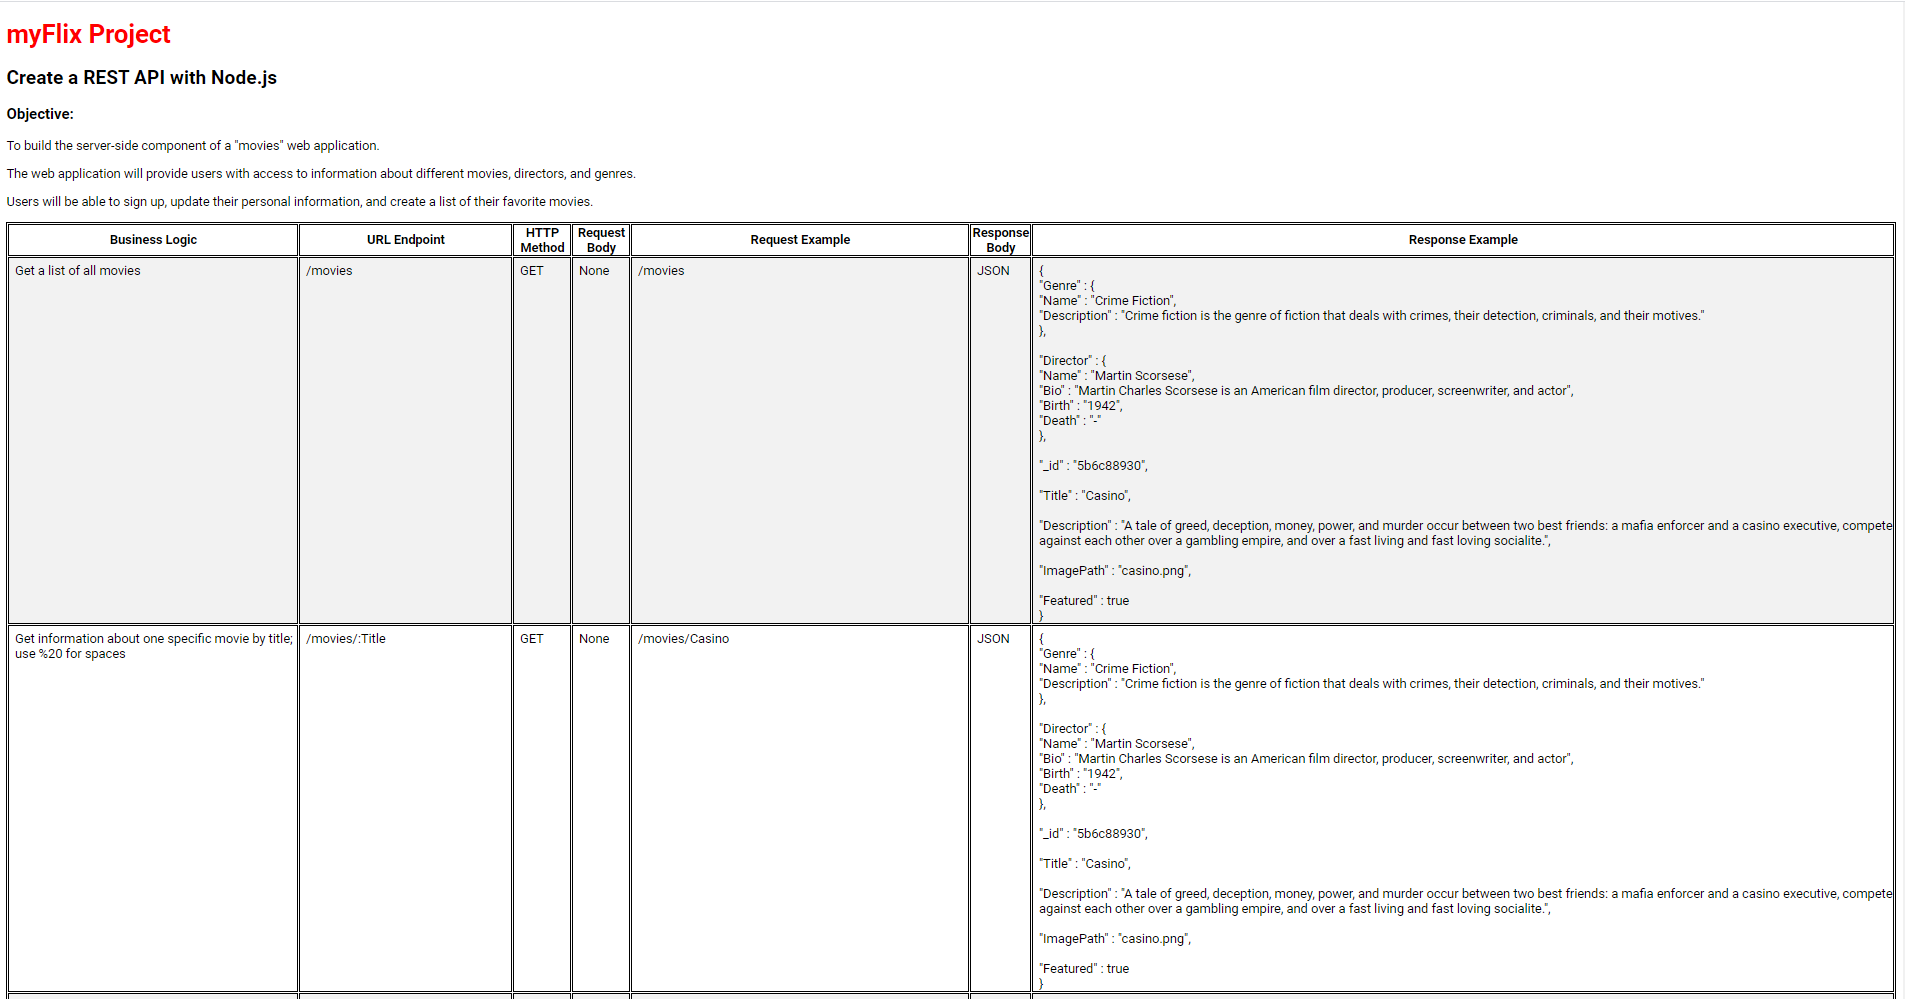 myFlix Project
Create a REST API with Node.js
Objective:
To build the server-side component of a "movies" web application.
The web application will provide users with access to information about different movies, directors, and genres.
Users will be able to sign up, update their personal information, and create a list of their favorite movies.
Business Logic
URL Endpoint
HTTP
Method
Request
Body
Request Example
Response
Body
Response Example
Get a list of all movies
/movies
GET
None
/movies
JSON
{
"Genre" : {
"Name" : "Crime Fiction",
"Description" : "Crime fiction is the genre of fiction that deals with crimes, their detection, criminals, and their motives."
},
"Director" : {
"Name" : "Martin Scorsese",
"Bio" : "Martin Charles Scorsese is an American film director, producer, screenwriter, and actor",
"Birth" : "1942",
"Death" : "-"
},
"_id" : "5b6c88930",
"Title" : "Casino",
"Description" : "A tale of greed, deception, money, power, and murder occur between two best friends: a mafia enforcer and a casino executive, compete
against each other over a gambling empire, and over a fast living and fast loving socialite.",
"ImagePath" : "casino.png",
"Featured" : true
}
Get information about one specific movie by title;
use %20 for spaces
/movies/:Title
GET
None
/movies/Casino
JSON
{
"Genre" : {
"Name" : "Crime Fiction",
"Description" : "Crime fiction is the genre of fiction that deals with crimes, their detection, criminals, and their motives."
},
"Director" : {
"Name" : "Martin Scorsese",
"Bio" : "Martin Charles Scorsese is an American film director, producer, screenwriter, and actor",
"Birth" : "1942",
"Death" : "-"
},
"_id" : "5b6c88930",
"Title" : "Casino",
"Description" : "A tale of greed, deception, money, power, and murder occur between two best friends: a mafia enforcer and a casino executive, compete
against each other over a gambling empire, and over a fast living and fast loving socialite.",
"ImagePath" : "casino.png",
"Featured" : true
}